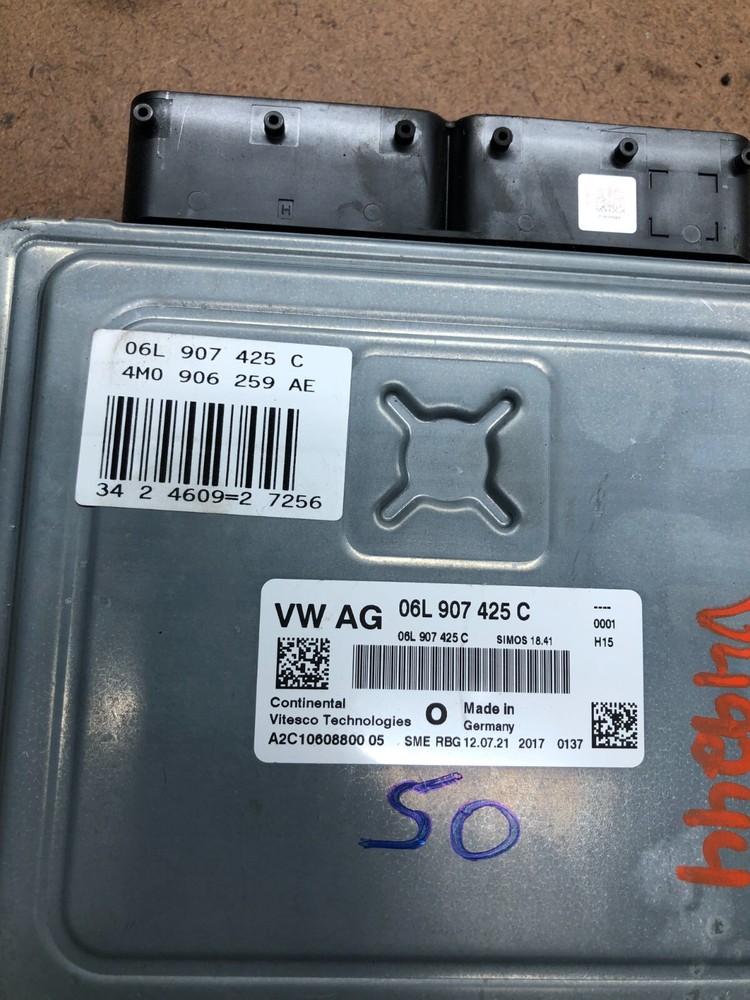 H
06L 907 425 C
4M0 906 259 AE
34 2 4609=2 7256
VW AG 06L 907 425 C ----
0001
06L 907 425 C SIMOS 18.41 H15
Continental
Vitesco Technologies O Made in Germany
A2C10608800 05 SME RBG 12.07.21 2017 0137
50